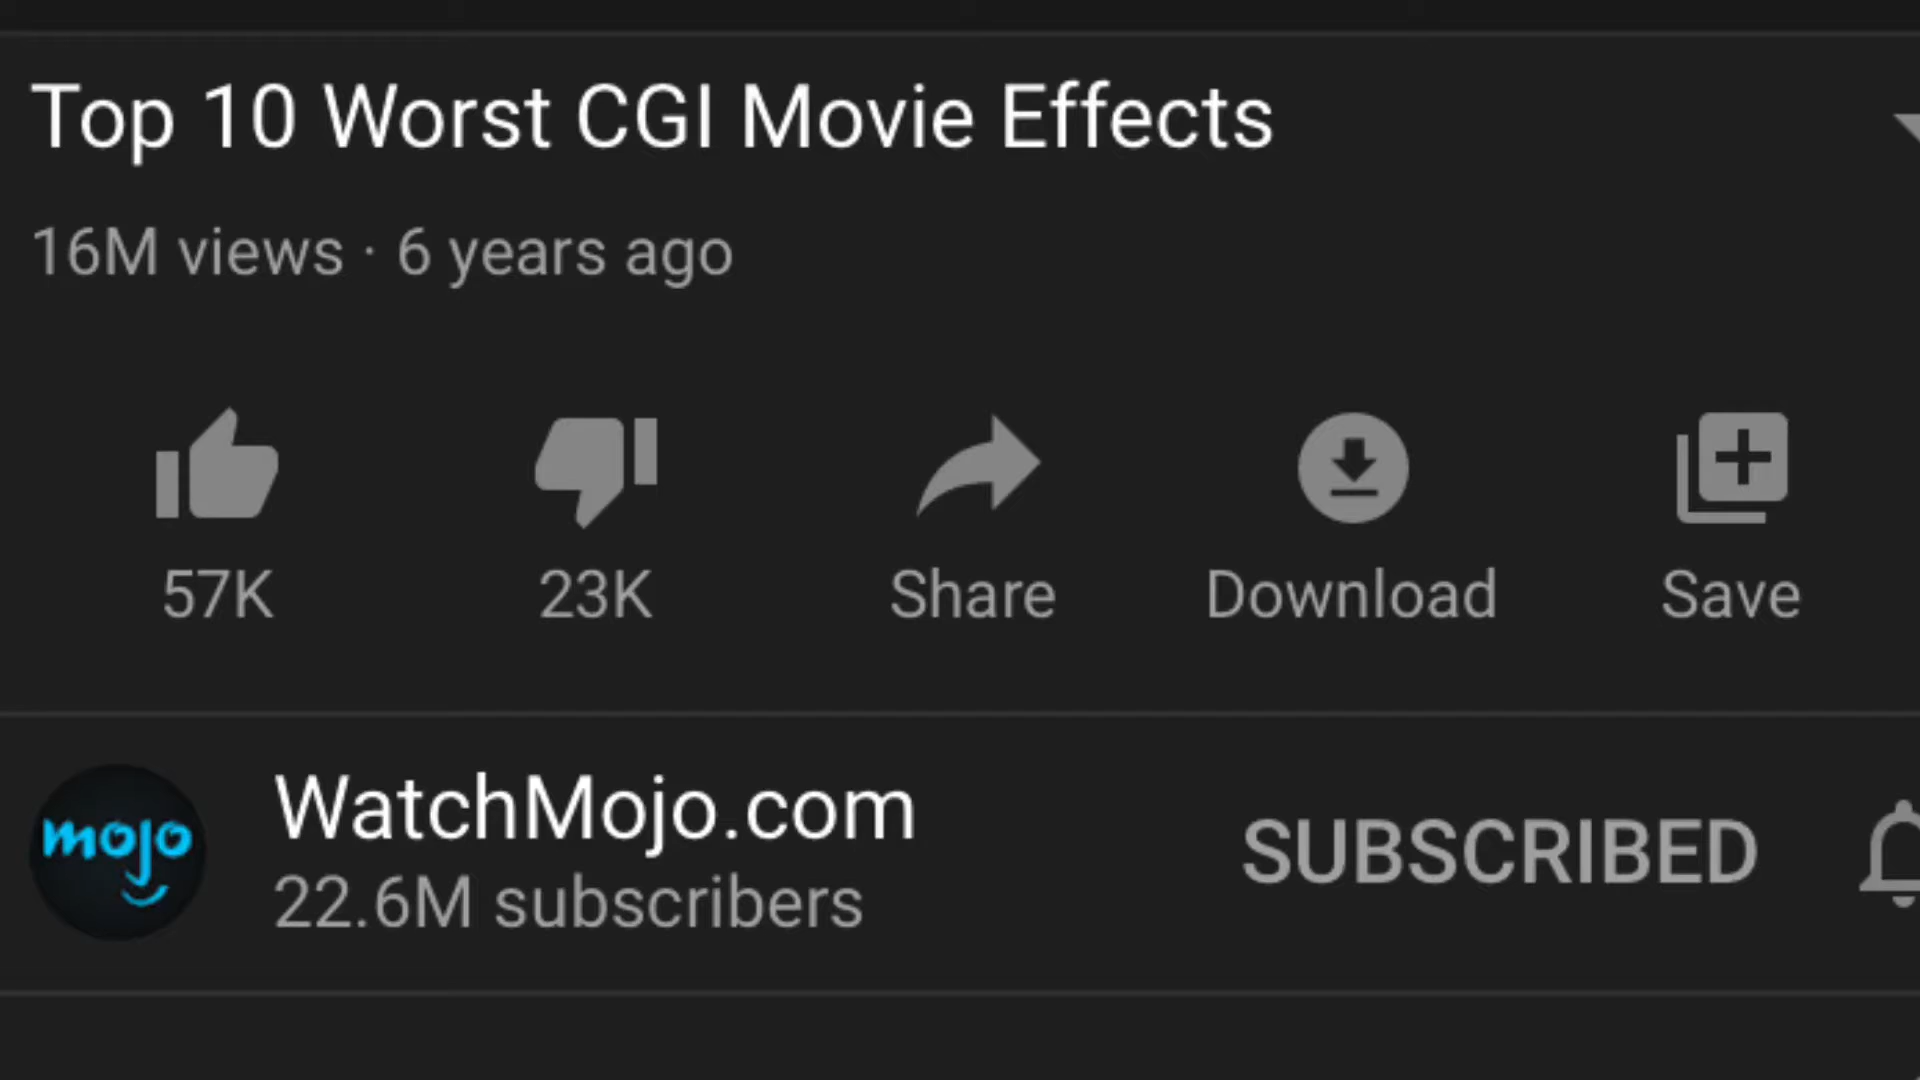 Top 10 Worst CGI Movie Effects
16M views · 6 years ago
57K
23K
Share
Download
Save
mojo
WatchMojo.com
22.6M subscribers
SUBSCRIBED